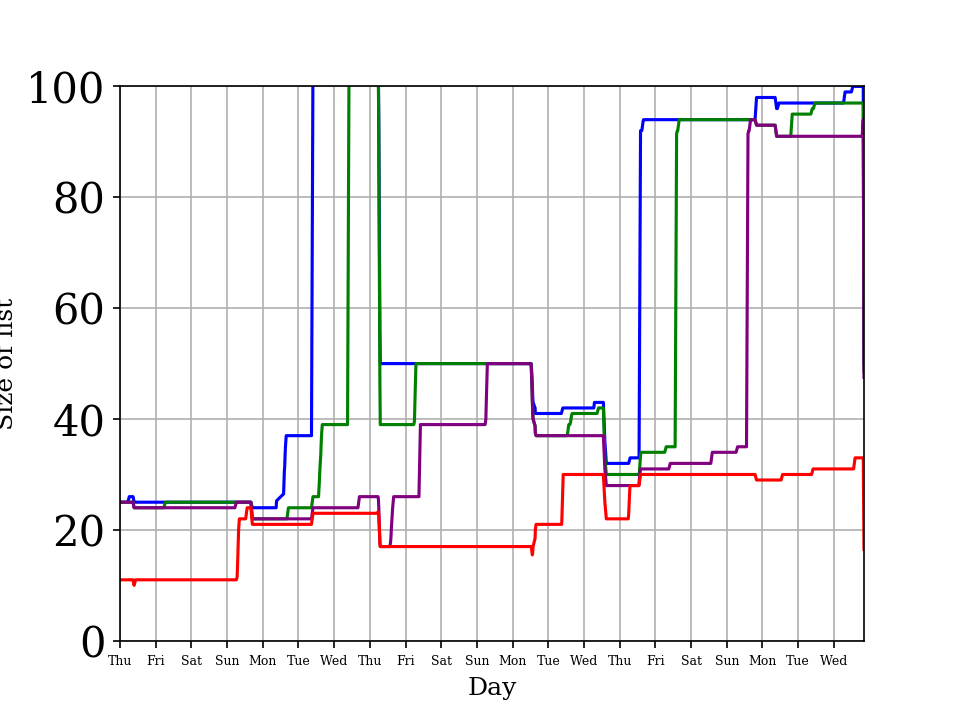 100
80
60
40
20
0
Size of list
Thu Fri Sat Sun Mon Tue Wed Thu Fri Sat Sun Mon Tue Wed Thu Fri Sat Sun Mon Tue Wed
Day